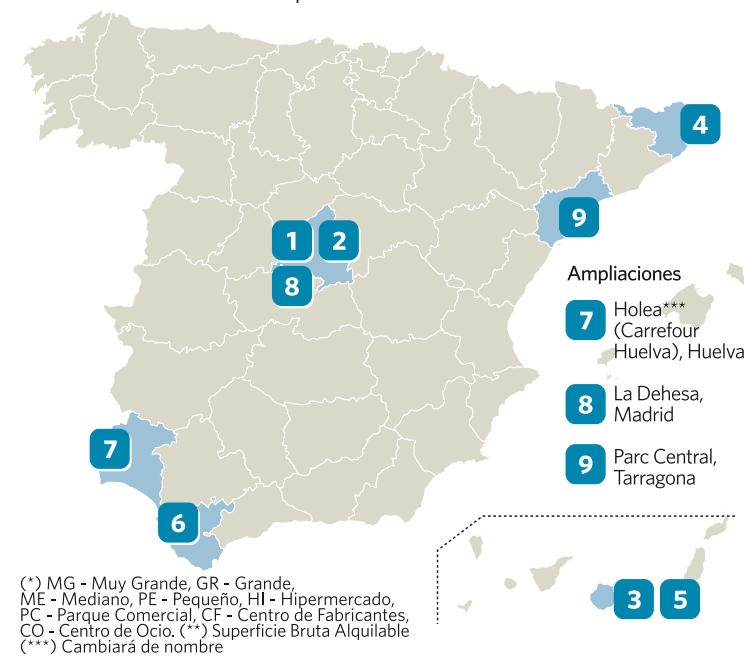 4
9
1 2
8
Ampliaciones
7 Holea***
(Carrefour
Huelva), Huelva
8 La Dehesa,
Madrid
9 Parc Central,
Tarragona
7
6
3 5
(*) MG - Muy Grande, GR - Grande,
ME - Mediano, PE - Pequeño, HI - Hipermercado,
PC - Parque Comercial, CF - Centro de Fabricantes,
CO - Centro de Ocio. (**) Superficie Bruta Alquilable
(***) Cambiará de nombre